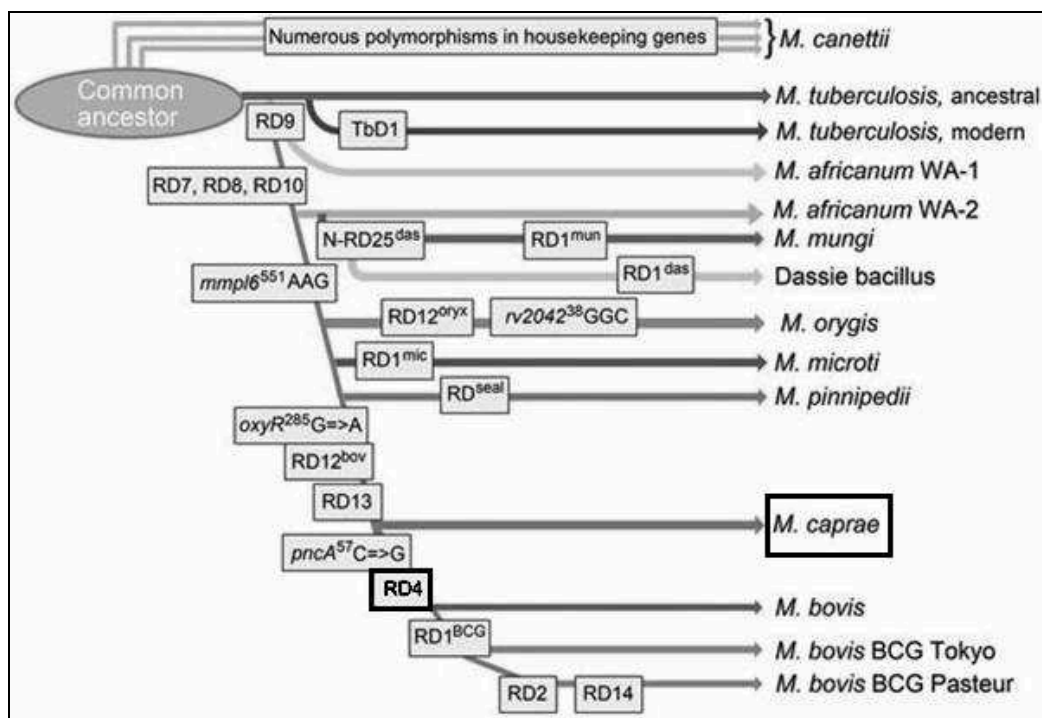 Numerous polymorphisms in housekeeping genes
M. canettii
Common
ancestor
M. tuberculosis, ancestral
RD9
TbD1
M. tuberculosis, modern
RD7, RD8, RD10
M. africanum WA-1
M. africanum WA-2
N-RD25das
RD1mun
M. mungi
mmpl6551AAG
RD1das
Dassie bacillus
RD12oryx
rv204238GGC
M. orygis
RD1mic
M. microti
RDseal
M. pinnipedii
oxyR285G=>A
RD12bov
RD13
M. caprae
pncA57C=>G
RD4
M. bovis
RD1BCG
M. bovis BCG Tokyo
RD2
RD14
M. bovis BCG Pasteur